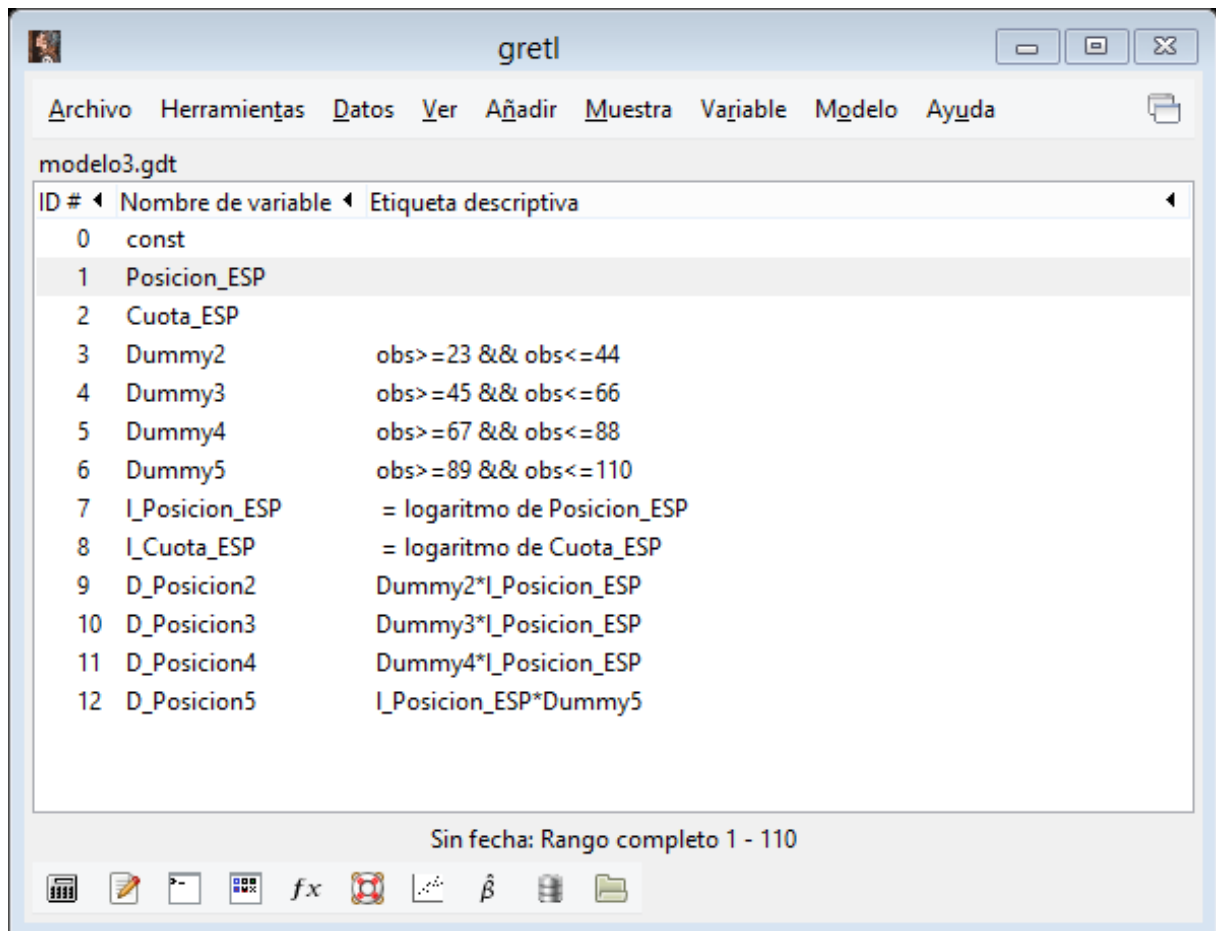 gretl
Archivo Herramientas Datos Ver Añadir Muestra Variable Modelo Ayuda
modelo3.gdt
ID # Nombre de variable Etiqueta descriptiva
0 const
1 Posicion_ESP
2 Cuota_ESP
3 Dummy2 obs>=23 && obs<=44
4 Dummy3 obs>=45 && obs<=66
5 Dummy4 obs>=67 && obs<=88
6 Dummy5 obs>=89 && obs<=110
7 l_Posicion_ESP = logaritmo de Posicion_ESP
8 l_Cuota_ESP = logaritmo de Cuota_ESP
9 D_Posicion2 Dummy2*l_Posicion_ESP
10 D_Posicion3 Dummy3*l_Posicion_ESP
11 D_Posicion4 Dummy4*l_Posicion_ESP
12 D_Posicion5 l_Posicion_ESP*Dummy5
Sin fecha: Rango completo 1 - 110
fx β̂